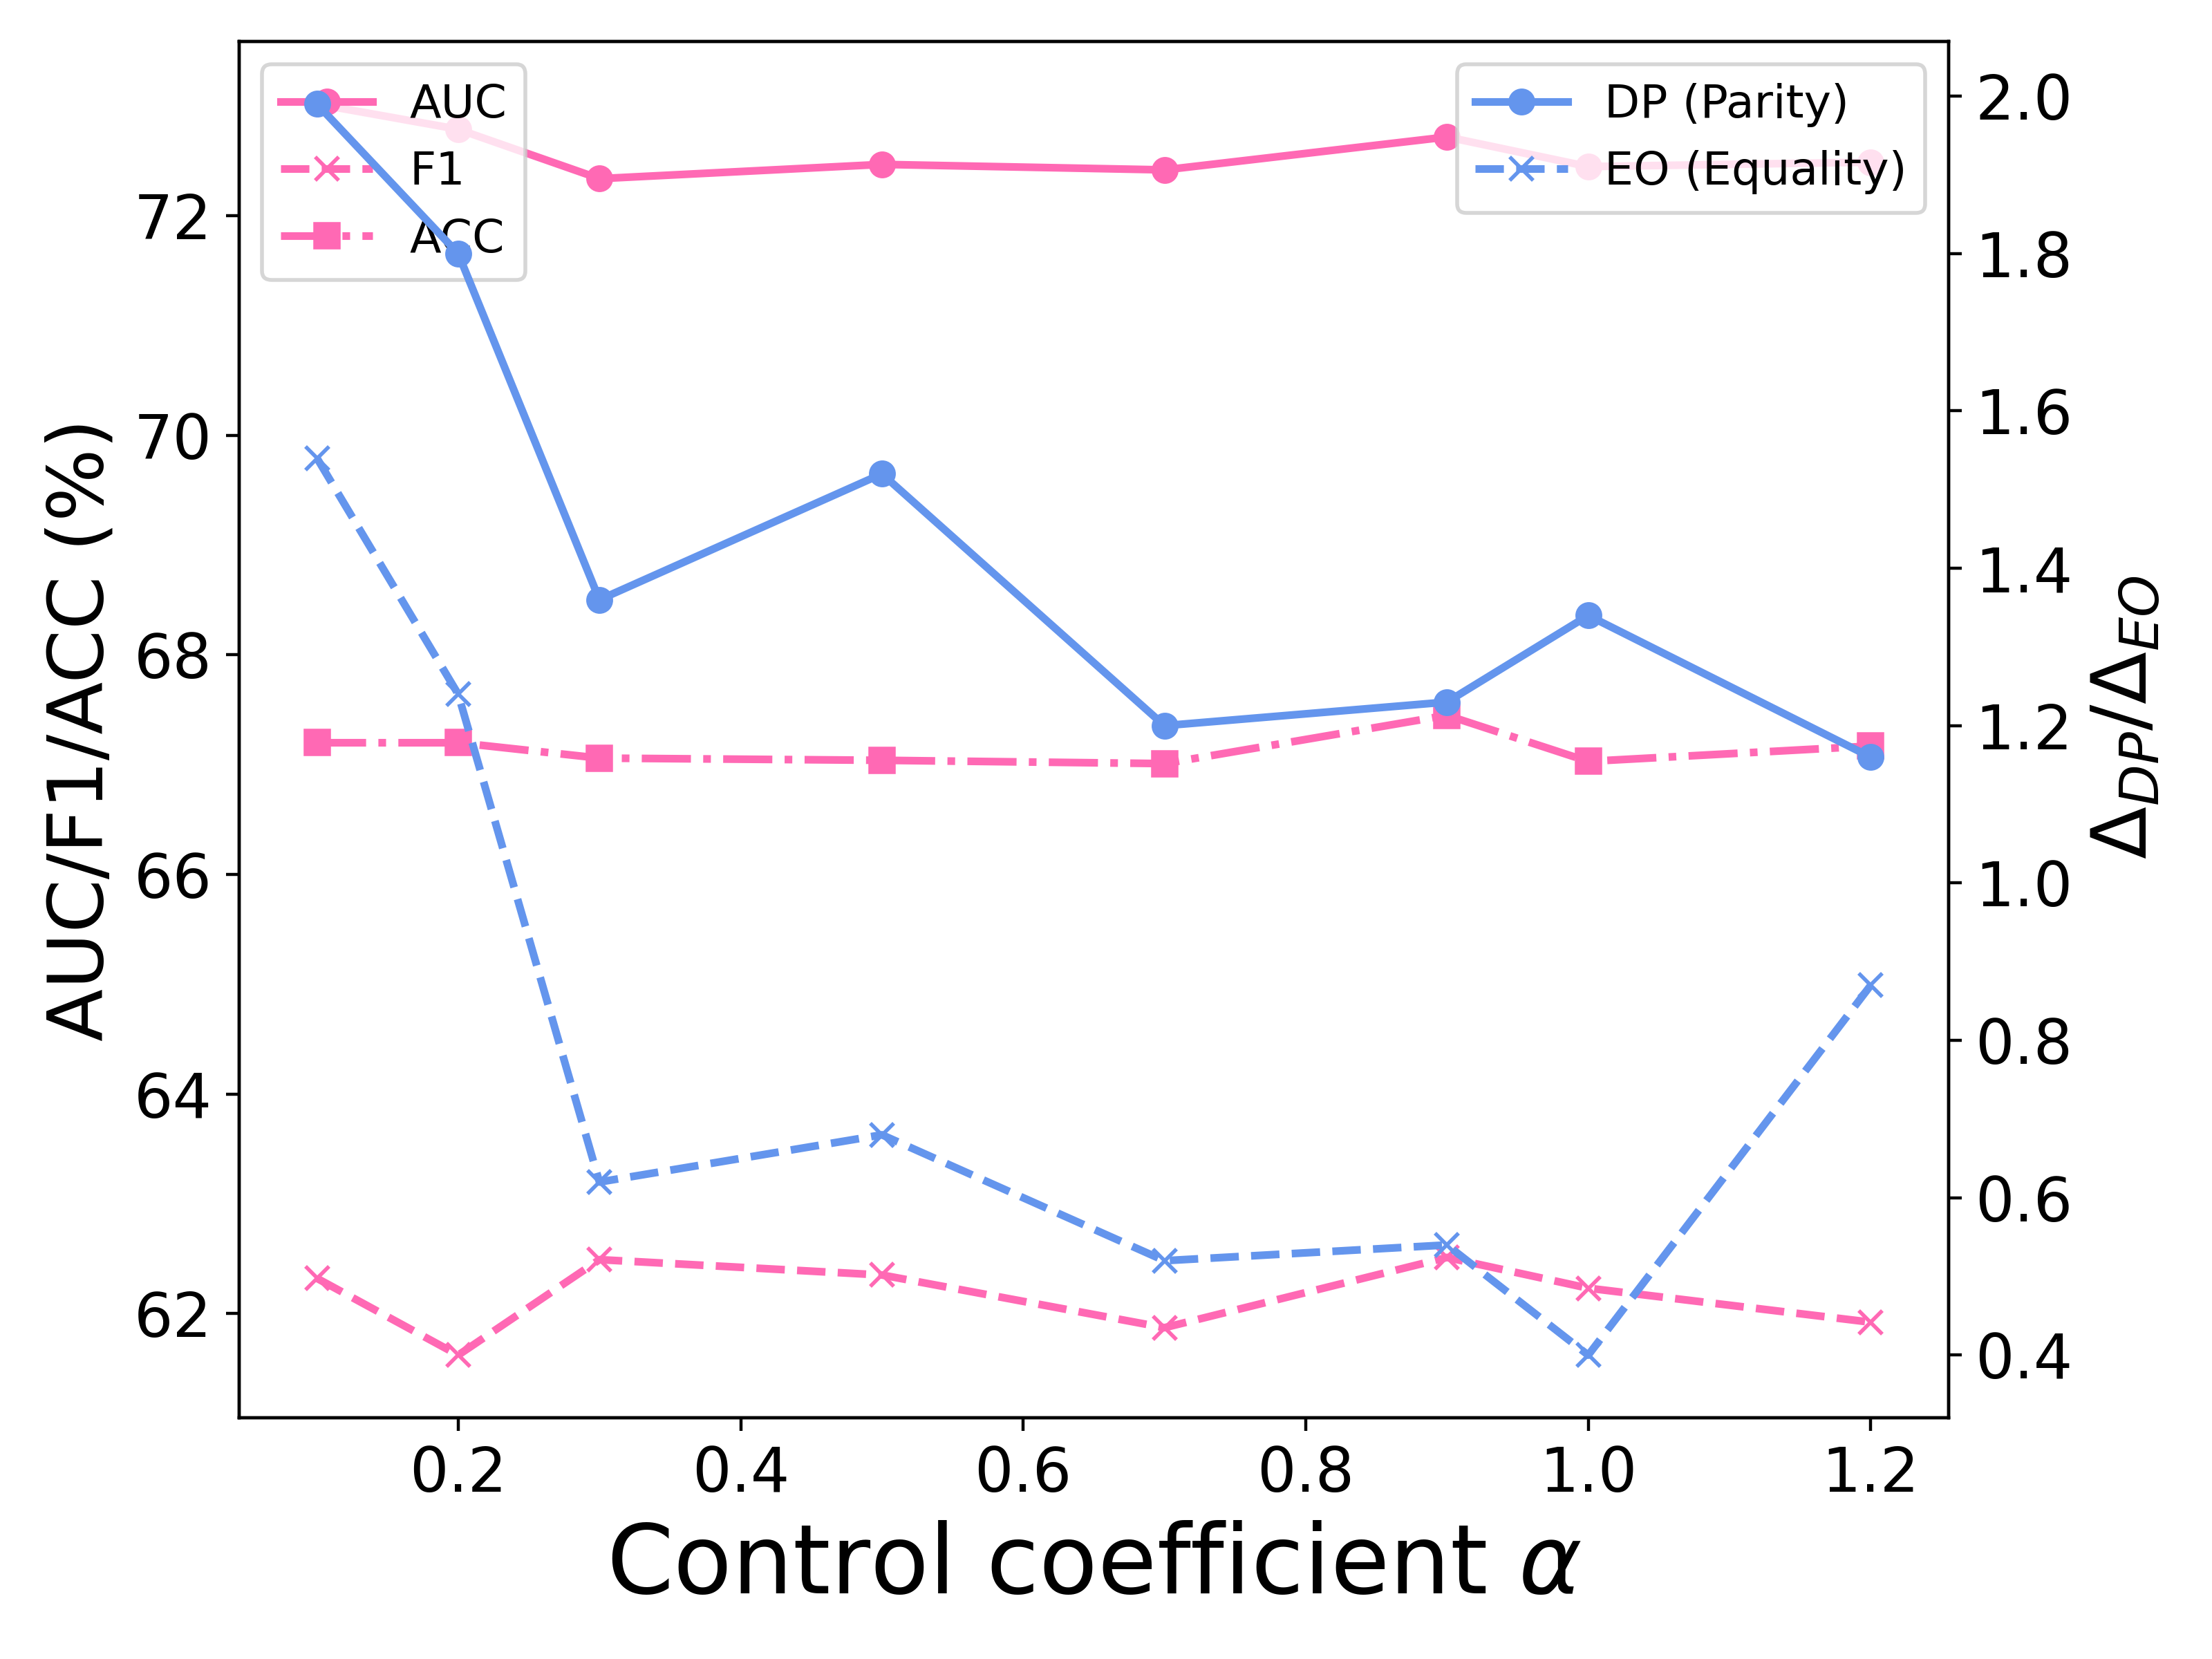 AUC
F1
ACC
DP (Parity)
EO (Equality)
72
70
68
66
64
62
AUC/F1/ACC (%)
2.0
1.8
1.6
1.4
1.2
1.0
0.8
0.6
0.4
Δ_DP/Δ_EO
0.2
0.4
0.6
0.8
1.0
1.2
Control coefficient α